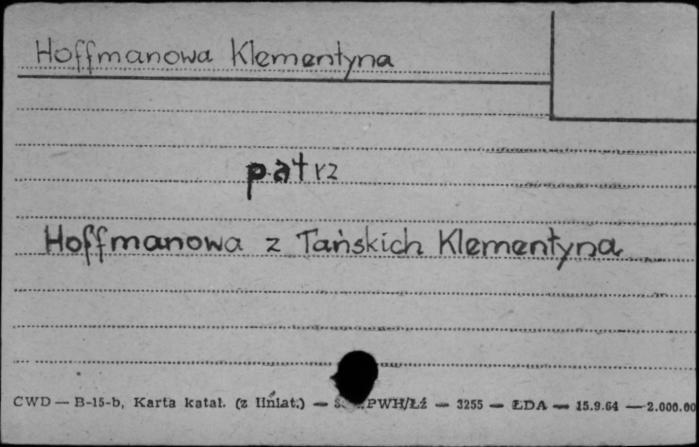 Hoffmanowa Klementyna
patrz
Hoffmanowa z Tańskich Klementyna
CWD — B-15-b, Karta katal. (z liniat.) — PWH/Łź — 3255 — ŁDA — 15.9.64 — 2.000.00